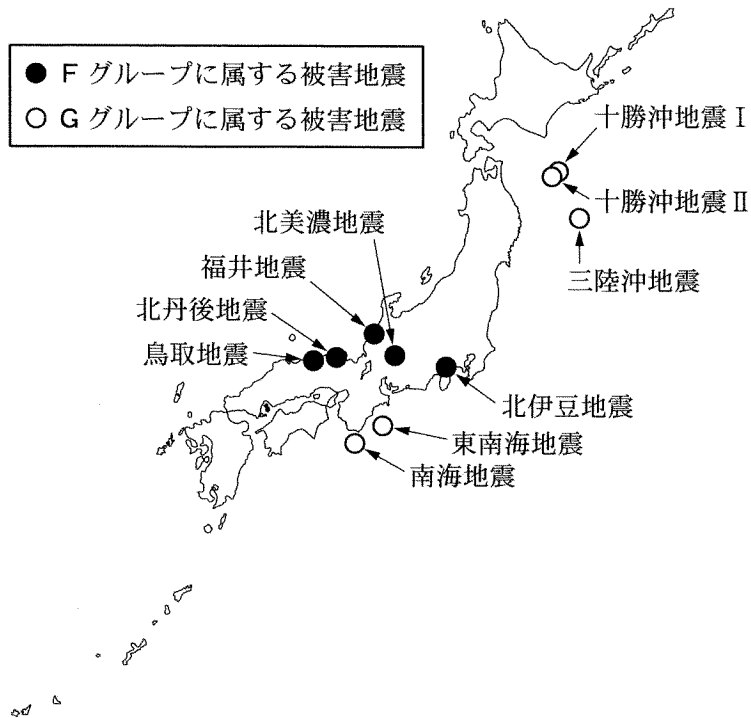 ● F グループに属する被害地震
○ G グループに属する被害地震
十勝沖地震Ⅰ
十勝沖地震Ⅱ
北美濃地震
福井地震
三陸沖地震
北丹後地震
鳥取地震
北伊豆地震
東南海地震
南海地震